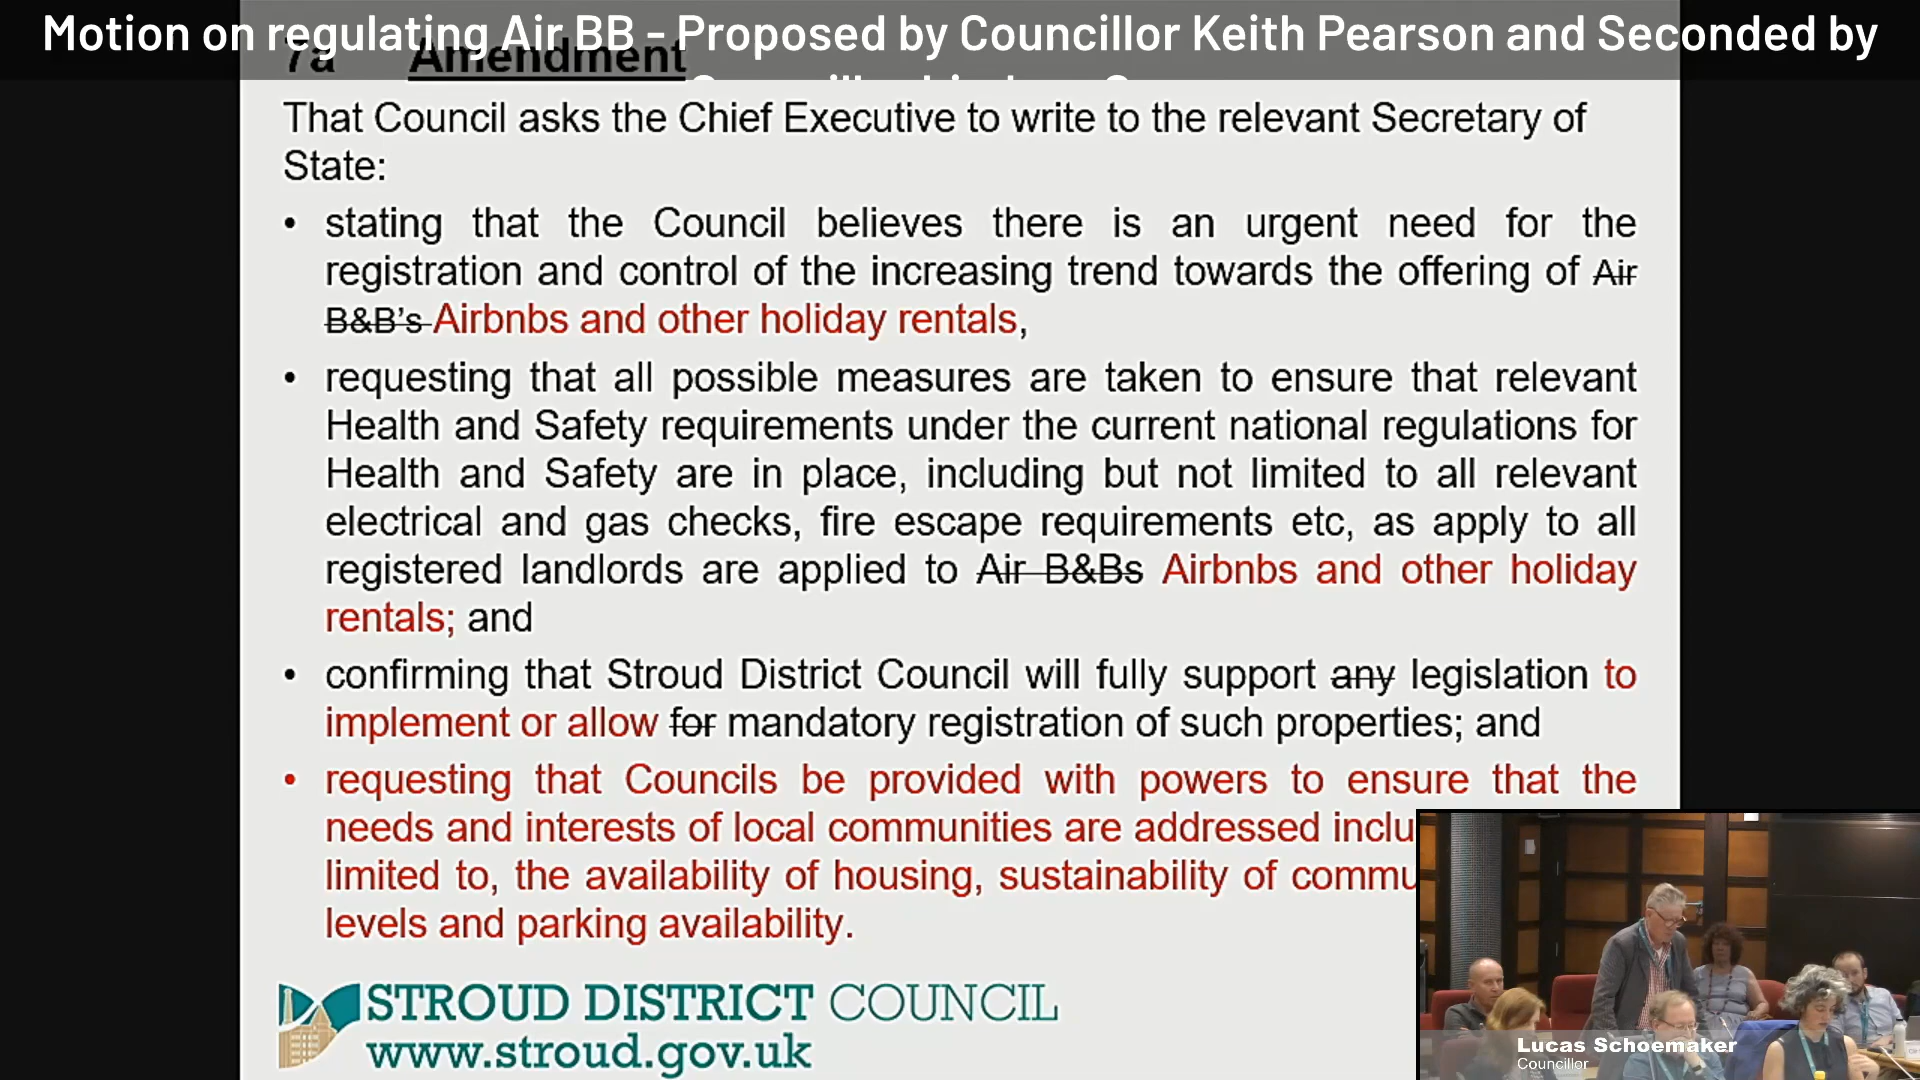 Motion on regulating Air BB - Proposed by Councillor Keith Pearson and Seconded by
7a Amendment
That Council asks the Chief Executive to write to the relevant Secretary of
State:
• stating that the Council believes there is an urgent need for the
registration and control of the increasing trend towards the offering of Air
B&B's Airbnbs and other holiday rentals,
• requesting that all possible measures are taken to ensure that relevant
Health and Safety requirements under the current national regulations for
Health and Safety are in place, including but not limited to all relevant
electrical and gas checks, fire escape requirements etc, as apply to all
registered landlords are applied to Air B&Bs Airbnbs and other holiday
rentals; and
• confirming that Stroud District Council will fully support any legislation to
implement or allow for mandatory registration of such properties; and
• requesting that Councils be provided with powers to ensure that the
needs and interests of local communities are addressed inclu
limited to, the availability of housing, sustainability of commu
levels and parking availability.
STROUD DISTRICT COUNCIL
www.stroud.gov.uk
Lucas Schoemaker
Councillor